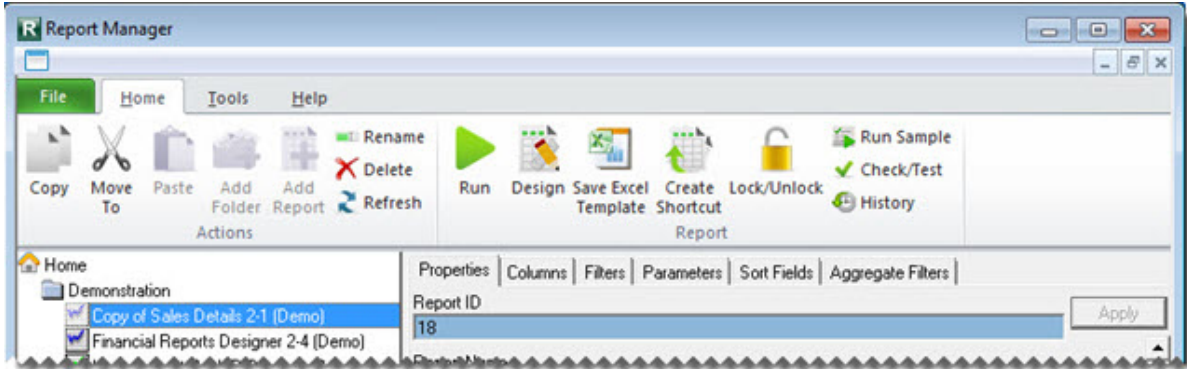 R Report Manager
File Home Tools Help
Copy
Move To
Paste
Add Folder
Add Report
Rename
Delete
Refresh
Actions
Run
Design
Save Excel Template
Create Shortcut
Lock/Unlock
Run Sample
Check/Test
History
Report
Home
Demonstration
Copy of Sales Details 2-1 (Demo)
Financial Reports Designer 2-4 (Demo)
Properties Columns Filters Parameters Sort Fields Aggregate Filters
Report ID
18
Apply